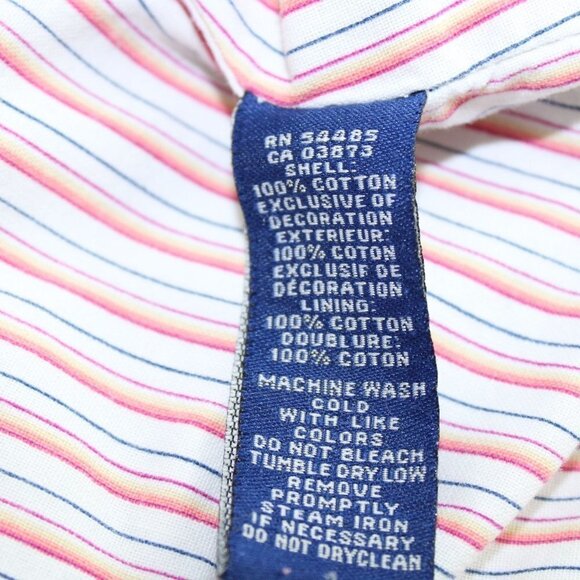 RN 54485
CA 03873
SHELL:
100% COTTON
EXCLUSIVE OF
DECORATION
EXTERIEUR:
100% COTON
EXCLUSIF DE
DÉCORATION
LINING:
100% COTTON
DOUBLURE:
100% COTON
MACHINE WASH
COLD
WITH LIKE
COLORS
DO NOT BLEACH
TUMBLE DRY LOW
REMOVE
PROMPTLY
STEAM IRON
IF NECESSARY
DO NOT DRYCLEAN